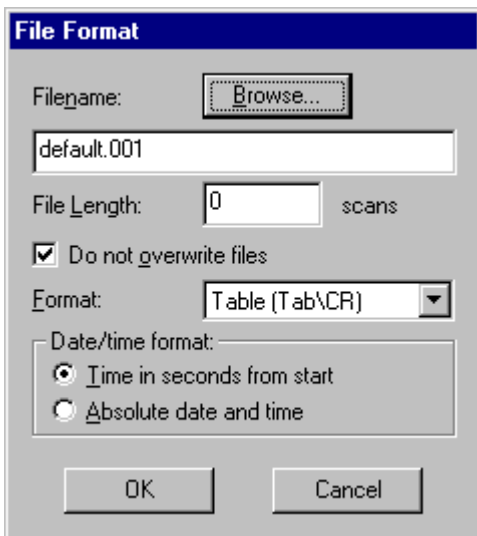 File Format
Filename: Browse...
default.001
File Length: 0 scans
Do not overwrite files
Format: Table (Tab\CR)
Date/time format:
Time in seconds from start
Absolute date and time
OK Cancel